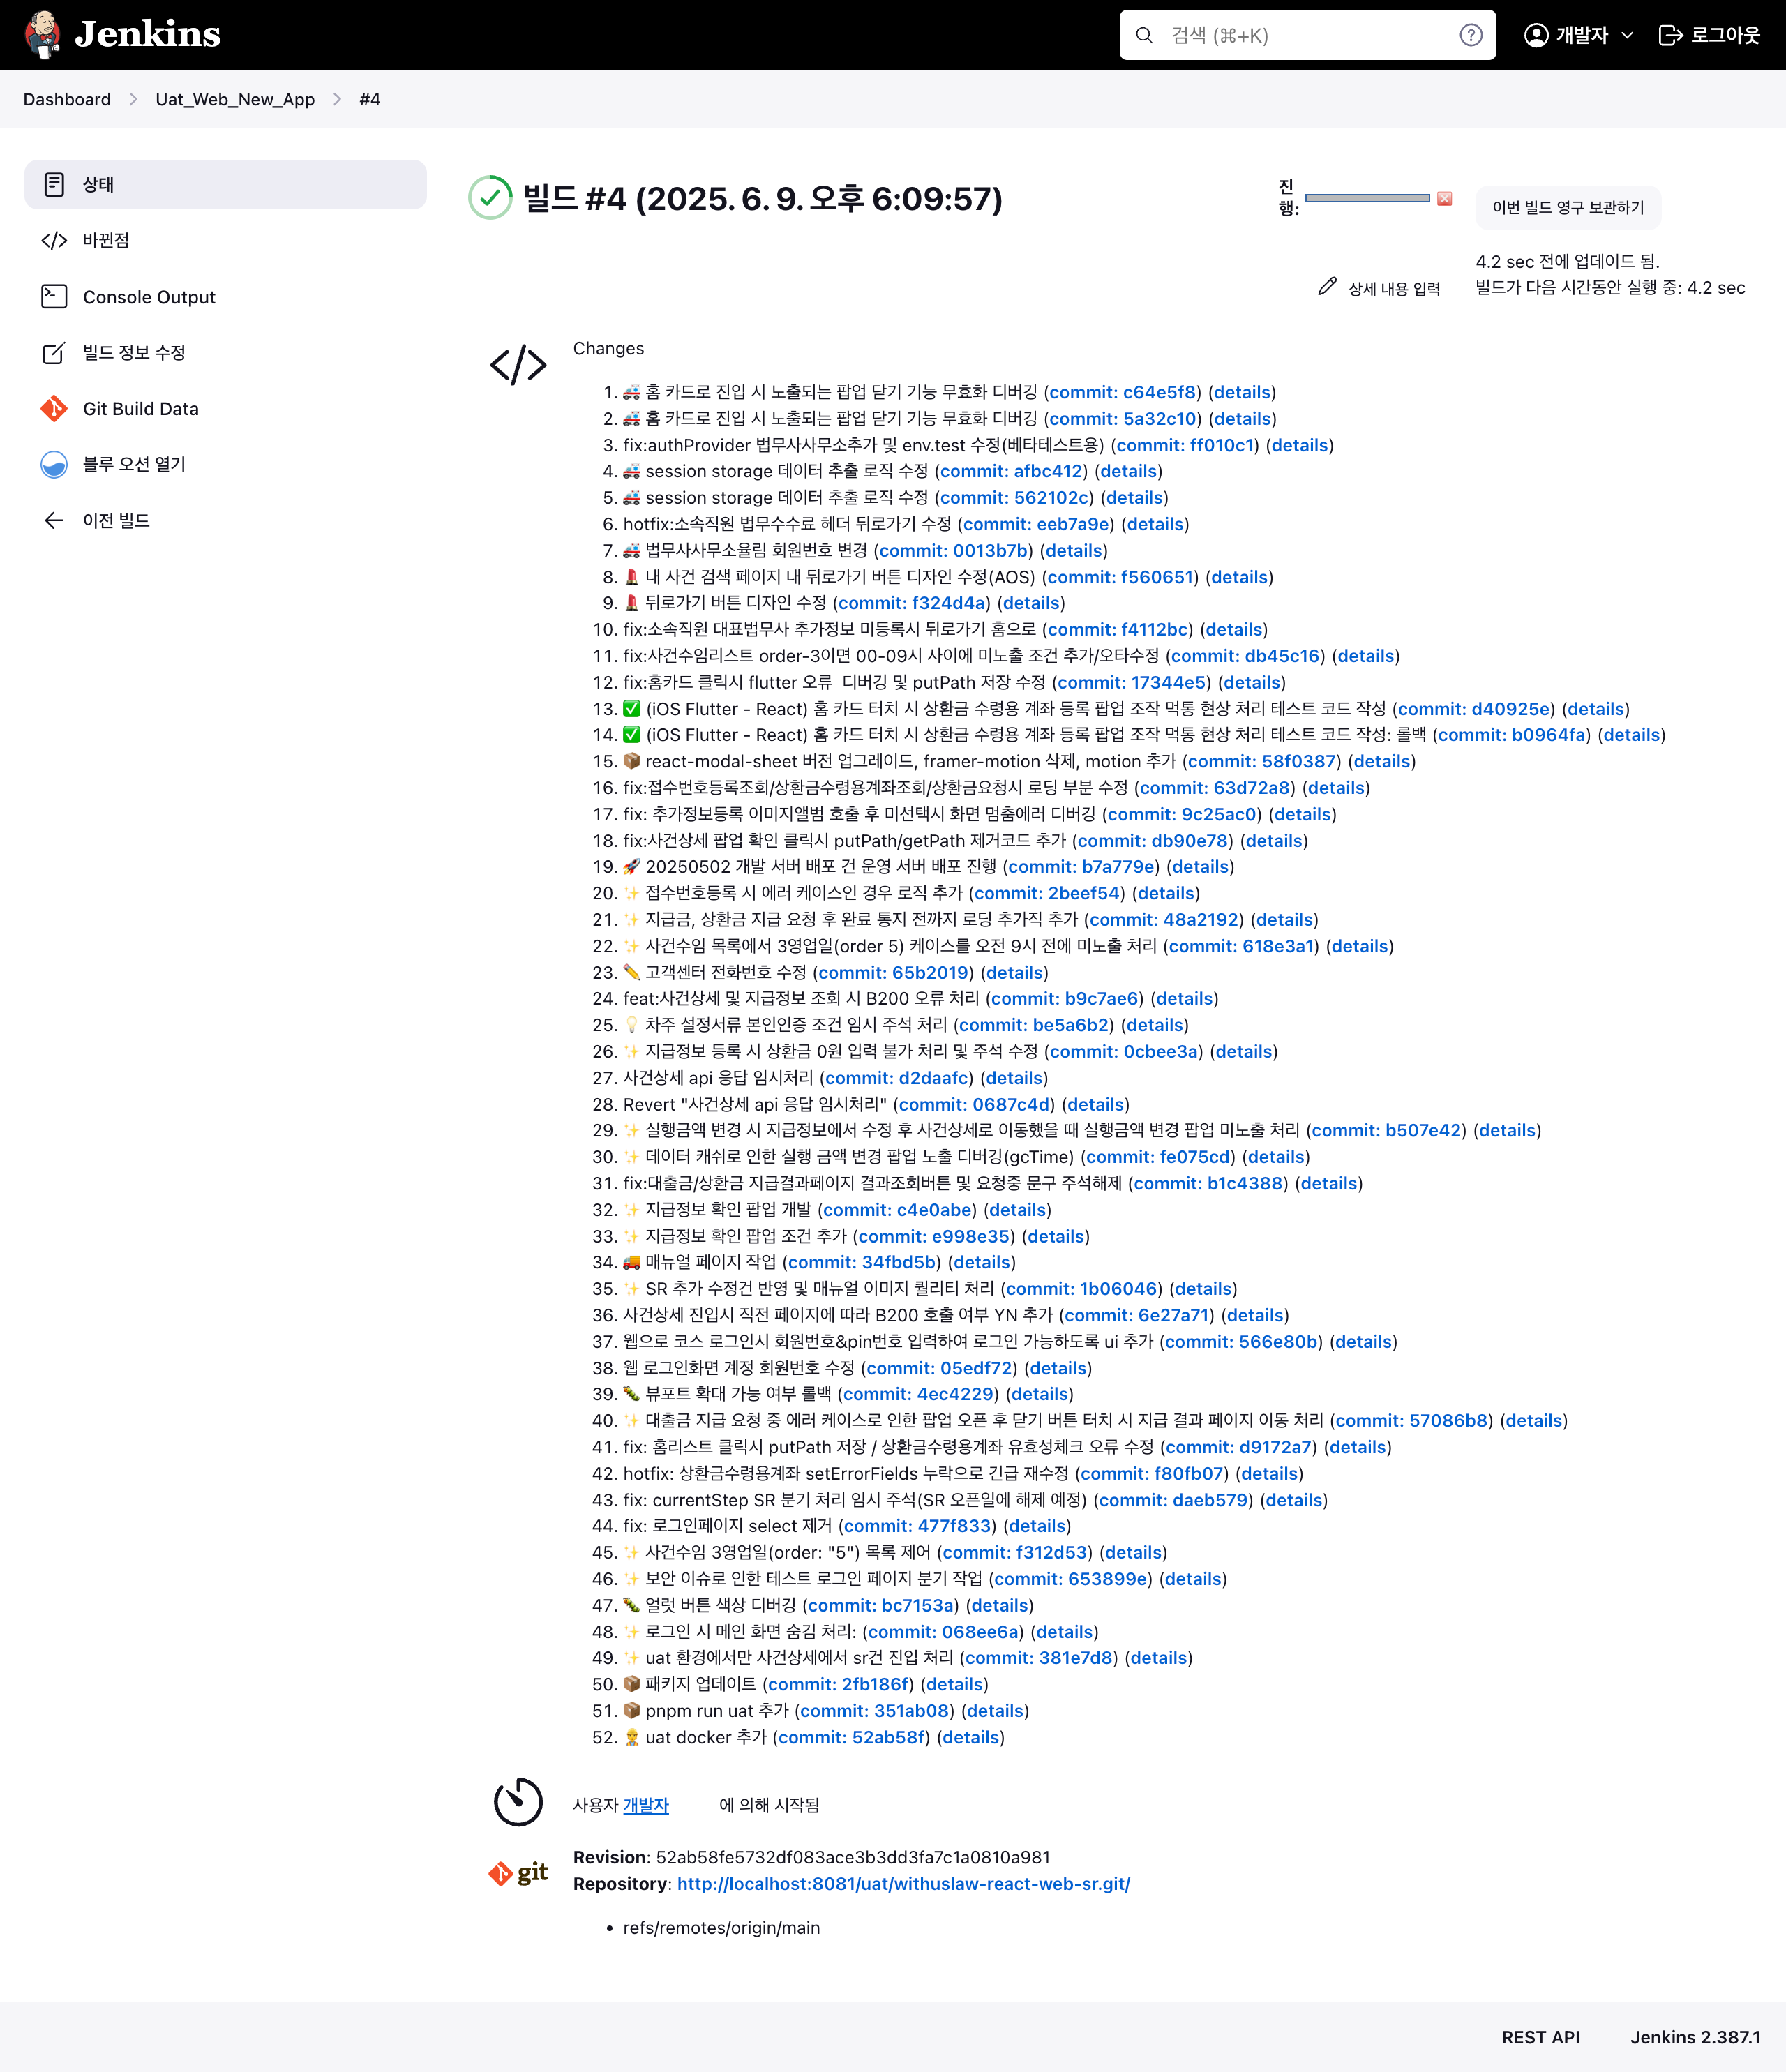 Jenkins
검색 (⌘+K)
개발자
로그아웃
Dashboard
Uat_Web_New_App
#4
상태
바뀐점
Console Output
빌드 정보 수정
Git Build Data
블루 오션 열기
이전 빌드
빌드 #4 (2025. 6. 9. 오후 6:09:57)
진행:
이번 빌드 영구 보관하기
4.2 sec 전에 업데이드 됨.
상세 내용 입력
빌드가 다음 시간동안 실행 중: 4.2 sec
Changes
1. 🚑 홈 카드로 진입 시 노출되는 팝업 닫기 기능 무효화 디버깅 (commit: c64e5f8) (details)
2. 🚑 홈 카드로 진입 시 노출되는 팝업 닫기 기능 무효화 디버깅 (commit: 5a32c10) (details)
3. fix:authProvider 법무사사무소추가 및 env.test 수정(베타테스트용) (commit: ff010c1) (details)
4. 🚑 session storage 데이터 추출 로직 수정 (commit: afbc412) (details)
5. 🚑 session storage 데이터 추출 로직 수정 (commit: 562102c) (details)
6. hotfix:소속직원 법무수수료 헤더 뒤로가기 수정 (commit: eeb7a9e) (details)
7. 🚑 법무사사무소율림 회원번호 변경 (commit: 0013b7b) (details)
8. 💄 내 사건 검색 페이지 내 뒤로가기 버튼 디자인 수정(AOS) (commit: f560651) (details)
9. 💄 뒤로가기 버튼 디자인 수정 (commit: f324d4a) (details)
10. fix:소속직원 대표법무사 추가정보 미등록시 뒤로가기 홈으로 (commit: f4112bc) (details)
11. fix:사건수임리스트 order-3이면 00-09시 사이에 미노출 조건 추가/오타수정 (commit: db45c16) (details)
12. fix:홈카드 클릭시 flutter 오류  디버깅 및 putPath 저장 수정 (commit: 17344e5) (details)
13. ✅ (iOS Flutter - React) 홈 카드 터치 시 상환금 수령용 계좌 등록 팝업 조작 먹통 현상 처리 테스트 코드 작성 (commit: d40925e) (details)
14. ✅ (iOS Flutter - React) 홈 카드 터치 시 상환금 수령용 계좌 등록 팝업 조작 먹통 현상 처리 테스트 코드 작성: 롤백 (commit: b0964fa) (details)
15. 📦 react-modal-sheet 버전 업그레이드, framer-motion 삭제, motion 추가 (commit: 58f0387) (details)
16. fix:접수번호등록조회/상환금수령용계좌조회/상환금요청시 로딩 부분 수정 (commit: 63d72a8) (details)
17. fix: 추가정보등록 이미지앨범 호출 후 미선택시 화면 멈춤에러 디버깅 (commit: 9c25ac0) (details)
18. fix:사건상세 팝업 확인 클릭시 putPath/getPath 제거코드 추가 (commit: db90e78) (details)
19. 🚀 20250502 개발 서버 배포 건 운영 서버 배포 진행 (commit: b7a779e) (details)
20. ✨ 접수번호등록 시 에러 케이스인 경우 로직 추가 (commit: 2beef54) (details)
21. ✨ 지급금, 상환금 지급 요청 후 완료 통지 전까지 로딩 추가직 추가 (commit: 48a2192) (details)
22. ✨ 사건수임 목록에서 3영업일(order 5) 케이스를 오전 9시 전에 미노출 처리 (commit: 618e3a1) (details)
23. ✏️ 고객센터 전화번호 수정 (commit: 65b2019) (details)
24. feat:사건상세 및 지급정보 조회 시 B200 오류 처리 (commit: b9c7ae6) (details)
25. 💡 차주 설정서류 본인인증 조건 임시 주석 처리 (commit: be5a6b2) (details)
26. ✨ 지급정보 등록 시 상환금 0원 입력 불가 처리 및 주석 수정 (commit: 0cbee3a) (details)
27. 사건상세 api 응답 임시처리 (commit: d2daafc) (details)
28. Revert "사건상세 api 응답 임시처리" (commit: 0687c4d) (details)
29. ✨ 실행금액 변경 시 지급정보에서 수정 후 사건상세로 이동했을 때 실행금액 변경 팝업 미노출 처리 (commit: b507e42) (details)
30. ✨ 데이터 캐쉬로 인한 실행 금액 변경 팝업 노출 디버깅(gcTime) (commit: fe075cd) (details)
31. fix:대출금/상환금 지급결과페이지 결과조회버튼 및 요청중 문구 주석해제 (commit: b1c4388) (details)
32. ✨ 지급정보 확인 팝업 개발 (commit: c4e0abe) (details)
33. ✨ 지급정보 확인 팝업 조건 추가 (commit: e998e35) (details)
34. 🚚 매뉴얼 페이지 작업 (commit: 34fbd5b) (details)
35. ✨ SR 추가 수정건 반영 및 매뉴얼 이미지 퀄리티 처리 (commit: 1b06046) (details)
36. 사건상세 진입시 직전 페이지에 따라 B200 호출 여부 YN 추가 (commit: 6e27a71) (details)
37. 웹으로 코스 로그인시 회원번호&pin번호 입력하여 로그인 가능하도록 ui 추가 (commit: 566e80b) (details)
38. 웹 로그인화면 계정 회원번호 수정 (commit: 05edf72) (details)
39. 🐛 뷰포트 확대 가능 여부 롤백 (commit: 4ec4229) (details)
40. ✨ 대출금 지급 요청 중 에러 케이스로 인한 팝업 오픈 후 닫기 버튼 터치 시 지급 결과 페이지 이동 처리 (commit: 57086b8) (details)
41. fix: 홈리스트 클릭시 putPath 저장 / 상환금수령용계좌 유효성체크 오류 수정 (commit: d9172a7) (details)
42. hotfix: 상환금수령용계좌 setErrorFields 누락으로 긴급 재수정 (commit: f80fb07) (details)
43. fix: currentStep SR 분기 처리 임시 주석(SR 오픈일에 해제 예정) (commit: daeb579) (details)
44. fix: 로그인페이지 select 제거 (commit: 477f833) (details)
45. ✨ 사건수임 3영업일(order: "5") 목록 제어 (commit: f312d53) (details)
46. ✨ 보안 이슈로 인한 테스트 로그인 페이지 분기 작업 (commit: 653899e) (details)
47. 🐛 얼럿 버튼 색상 디버깅 (commit: bc7153a) (details)
48. ✨ 로그인 시 메인 화면 숨김 처리: (commit: 068ee6a) (details)
49. ✨ uat 환경에서만 사건상세에서 sr건 진입 처리 (commit: 381e7d8) (details)
50. 📦 패키지 업데이트 (commit: 2fb186f) (details)
51. 📦 pnpm run uat 추가 (commit: 351ab08) (details)
52. 👷 uat docker 추가 (commit: 52ab58f) (details)
사용자 개발자 에 의해 시작됨
git
Revision: 52ab58fe5732df083ace3b3dd3fa7c1a0810a981
Repository: http://localhost:8081/uat/withuslaw-react-web-sr.git/
• refs/remotes/origin/main
REST API
Jenkins 2.387.1